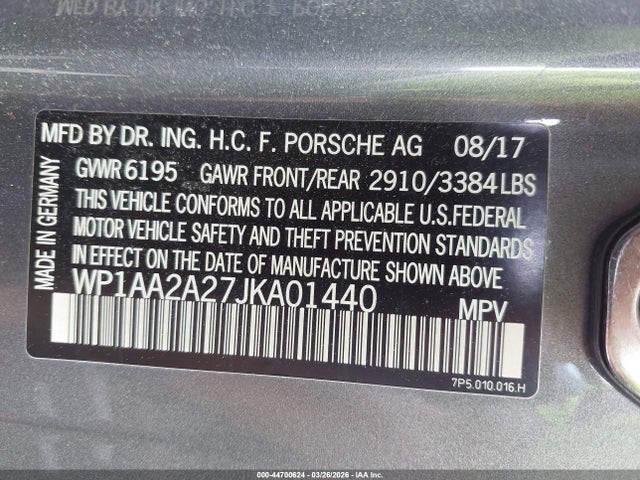 MFD BY DR. ING. H.C. F. PORSCHE AG 08/17
GWWR 6195 GAWR FRONT/REAR 2910/3384 LBS
THIS VEHICLE CONFORMS TO ALL APPLICABLE U.S.FEDERAL
MOTOR VEHICLE SAFETY AND THEFT PREVENTION STANDARDS
IN EFFECT ON THE DATE OF MANUFACTURE SHOWN ABOVE
WP1AA2A27JKA01440 MPV
MADE IN GERMANY
7P5.010.016.H
000-44700624 | 03/26/2026 - IAA, Inc.